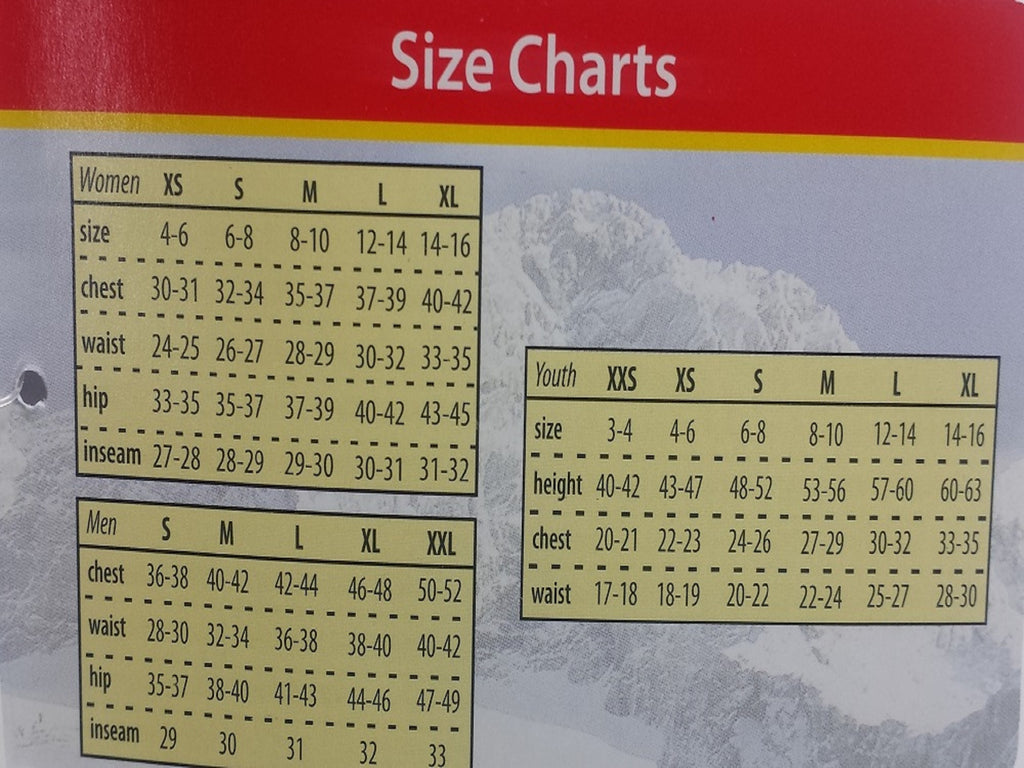 Size Charts
Women XS S M L XL
size 4-6 6-8 8-10 12-14 14-16
chest 30-31 32-34 35-37 37-39 40-42
waist 24-25 26-27 28-29 30-32 33-35
hip 33-35 35-37 37-39 40-42 43-45
inseam 27-28 28-29 29-30 30-31 31-32
Men S M L XL XXL
chest 36-38 40-42 42-44 46-48 50-52
waist 28-30 32-34 36-38 38-40 40-42
hip 35-37 38-40 41-43 44-46 47-49
inseam 29 30 31 32 33
Youth XXS XS S M L XL
size 3-4 4-6 6-8 8-10 12-14 14-16
height 40-42 43-47 48-52 53-56 57-60 60-63
chest 20-21 22-23 24-26 27-29 30-32 33-35
waist 17-18 18-19 20-22 22-24 25-27 28-30